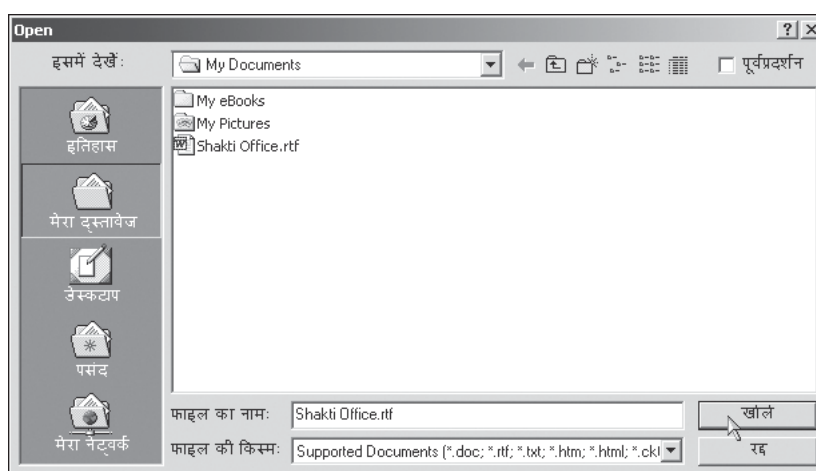 Open
इसमें देखें: My Documents पूर्वप्रदर्शन
My eBooks
My Pictures
Shakti Office.rtf
इतिहास
मेरा दस्तावेज
डेस्कटाप
पसंद
मेरा नेटवर्क
फाइल का नाम: Shakti Office.rtf खोलें
फाइल की किस्म: Supported Documents (*.doc; *.rtf; *.txt; *.htm; *.html; *.ckt रद्द